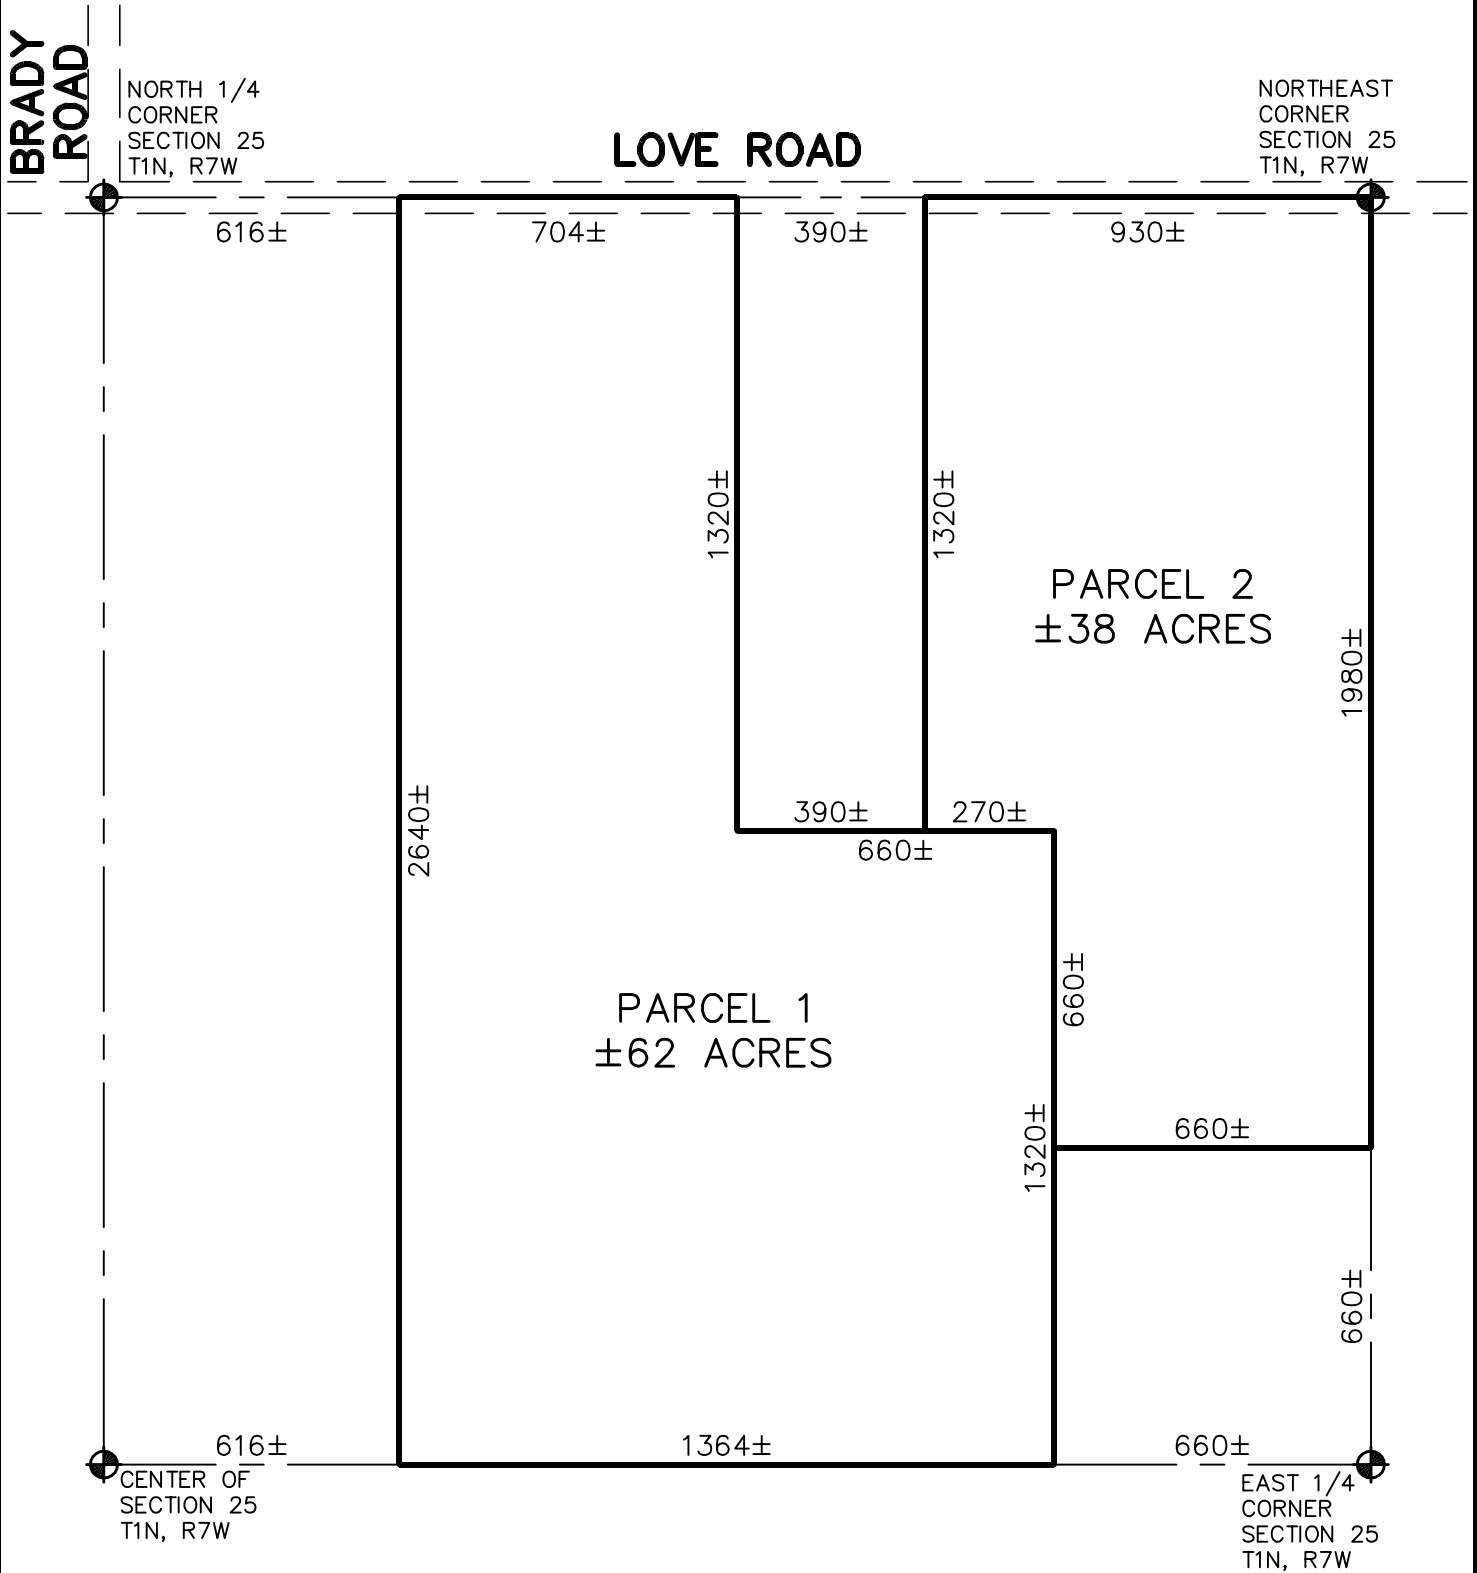 BRADY
ROAD
NORTH 1/4
CORNER
SECTION 25
T1N, R7W
LOVE ROAD
NORTHEAST
CORNER
SECTION 25
T1N, R7W
616±
704±
390±
930±
1320±
1320±
PARCEL 2
±38 ACRES
1980±
2640±
390±
270±
660±
PARCEL 1
±62 ACRES
660±
1320±
660±
660±
616±
1364±
660±
CENTER OF
SECTION 25
T1N, R7W
EAST 1/4
CORNER
SECTION 25
T1N, R7W